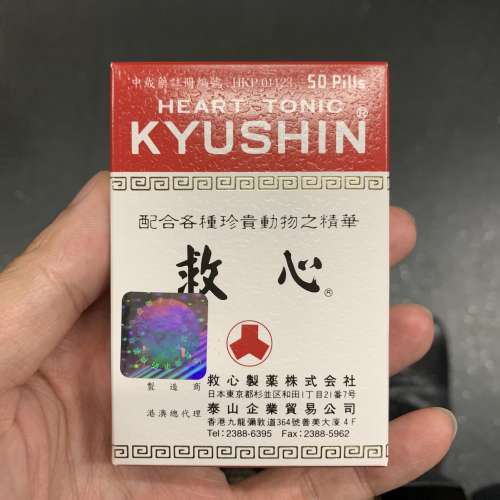 中成藥註冊編號：HKP-01123 50 Pills
HEART TONIC
KYUSHIN®
配合各種珍貴動物之精華
救心®
製造商 救心製薬株式会社
日本東京都杉並区和田1丁目21番7号
港澳總代理 泰山企業貿易公司
香港九龍彌敦道364號善美大廈4F
Tel: 2388-6395 Fax: 2388-5962